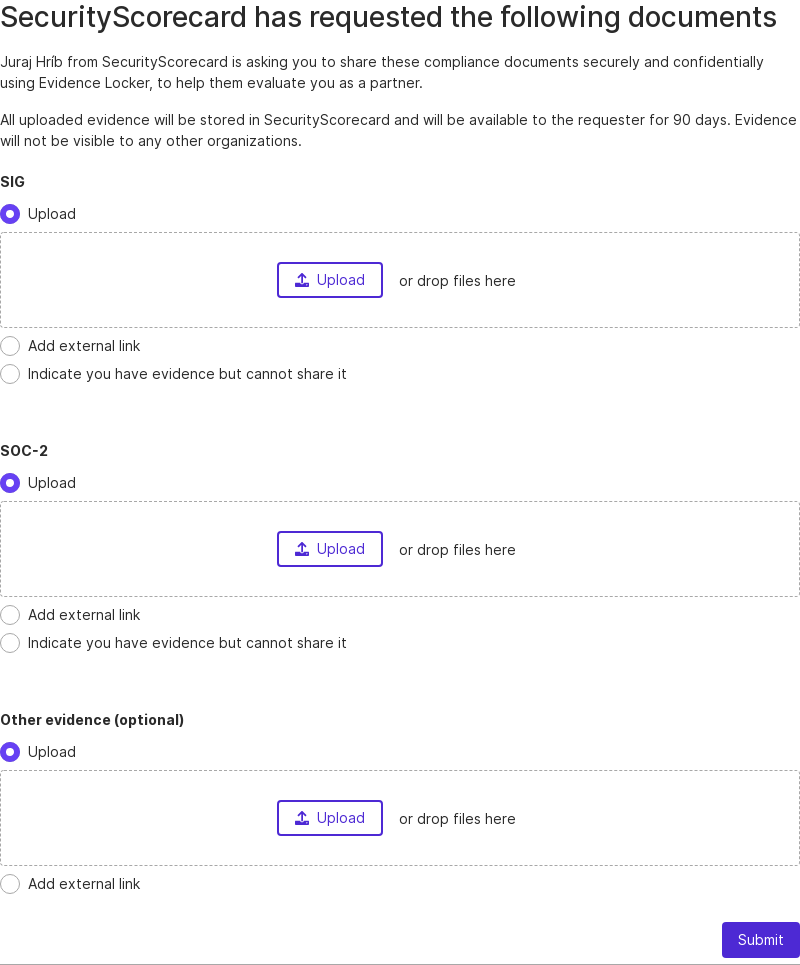 SecurityScorecard has requested the following documents
Juraj Hríb from SecurityScorecard is asking you to share these compliance documents securely and confidentially
using Evidence Locker, to help them evaluate you as a partner.
All uploaded evidence will be stored in SecurityScorecard and will be available to the requester for 90 days. Evidence
will not be visible to any other organizations.
SIG
Upload
Upload or drop files here
Add external link
Indicate you have evidence but cannot share it
SOC-2
Upload
Upload or drop files here
Add external link
Indicate you have evidence but cannot share it
Other evidence (optional)
Upload
Upload or drop files here
Add external link
Submit